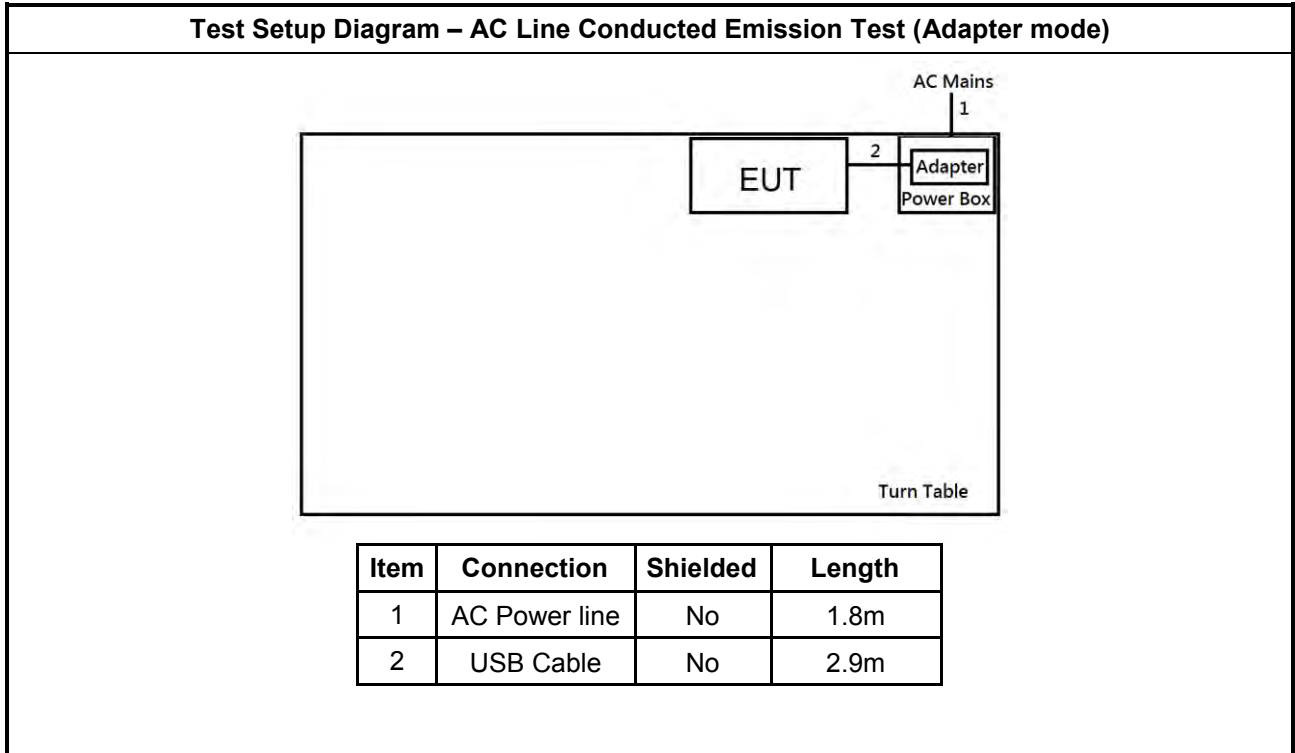 Test Setup Diagram – AC Line Conducted Emission Test (Adapter mode)
AC Mains
1
2
EUT
Adapter
Power Box
Turn Table
Item Connection Shielded Length
1 AC Power line No 1.8m
2 USB Cable No 2.9m